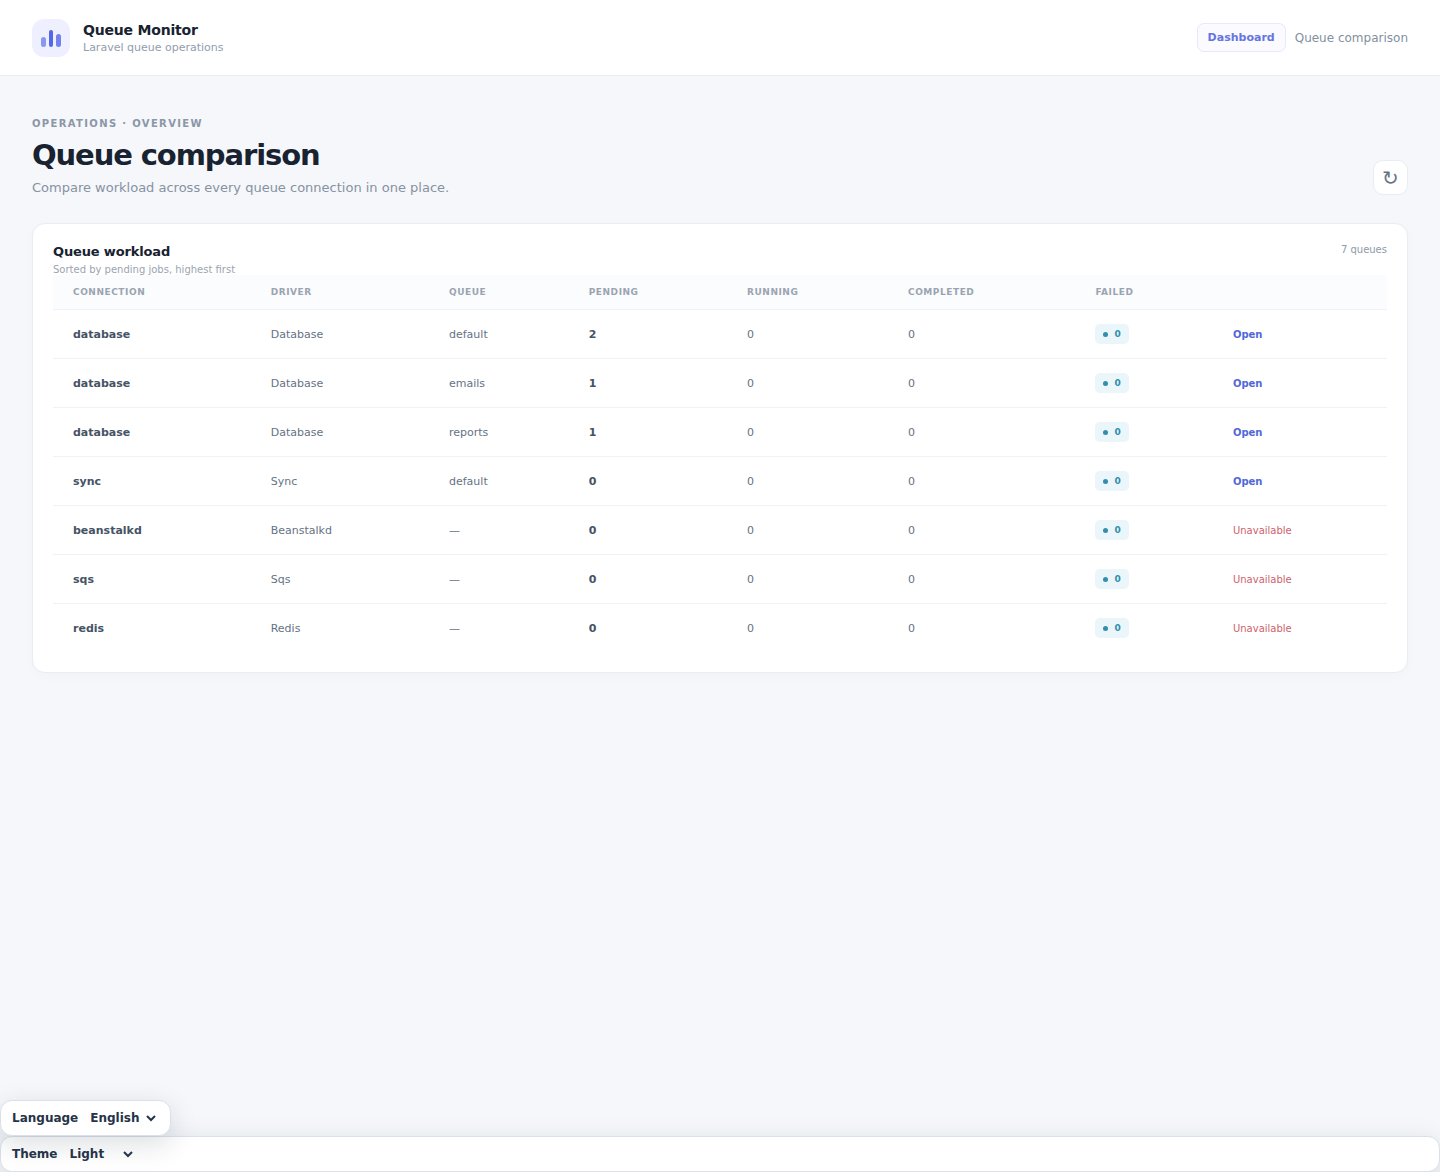 Queue Monitor
Laravel queue operations
Dashboard Queue comparison
OPERATIONS · OVERVIEW
Queue comparison
Compare workload across every queue connection in one place.
↻
Queue workload
7 queues
Sorted by pending jobs, highest first
CONNECTION DRIVER QUEUE PENDING RUNNING COMPLETED FAILED
database Database default 2 0 0 0 Open
database Database emails 1 0 0 0 Open
database Database reports 1 0 0 0 Open
sync Sync default 0 0 0 0 Open
beanstalkd Beanstalkd — 0 0 0 0 Unavailable
sqs Sqs — 0 0 0 0 Unavailable
redis Redis — 0 0 0 0 Unavailable
Language English
Theme Light